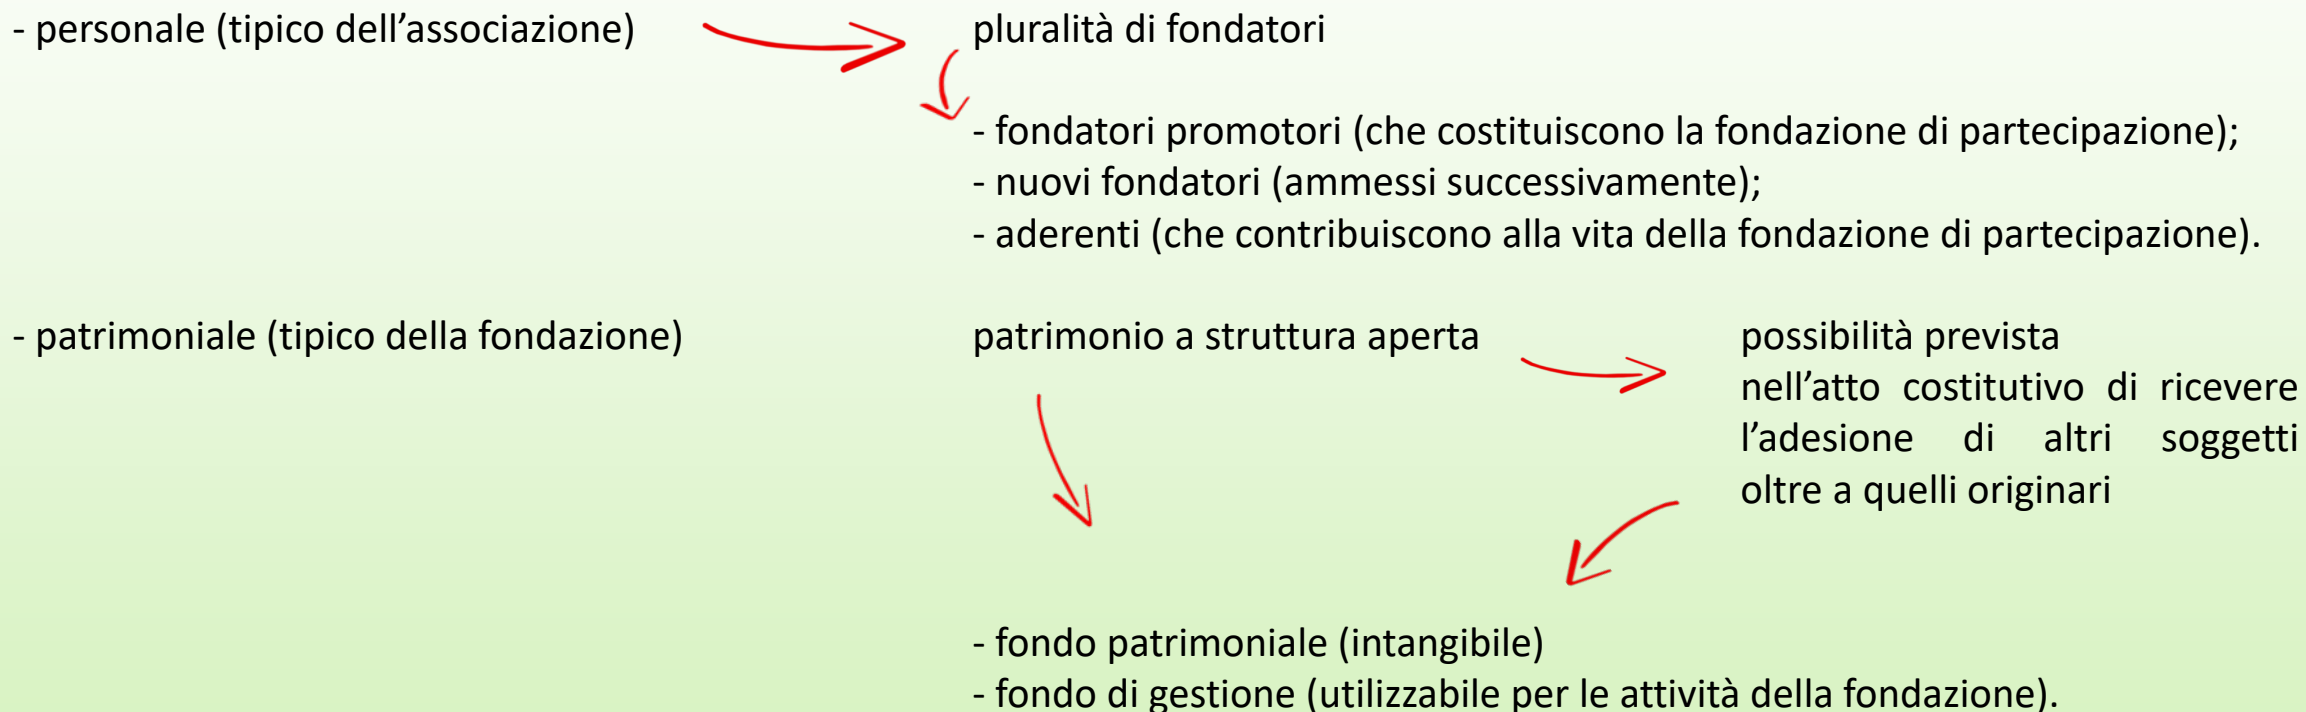 - personale (tipico dell’associazione)
pluralità di fondatori
- fondatori promotori (che costituiscono la fondazione di partecipazione);
- nuovi fondatori (ammessi successivamente);
- aderenti (che contribuiscono alla vita della fondazione di partecipazione).
- patrimoniale (tipico della fondazione)
patrimonio a struttura aperta
possibilità prevista
nell’atto costitutivo di ricevere
l’adesione di altri soggetti
oltre a quelli originari
- fondo patrimoniale (intangibile)
- fondo di gestione (utilizzabile per le attività della fondazione).